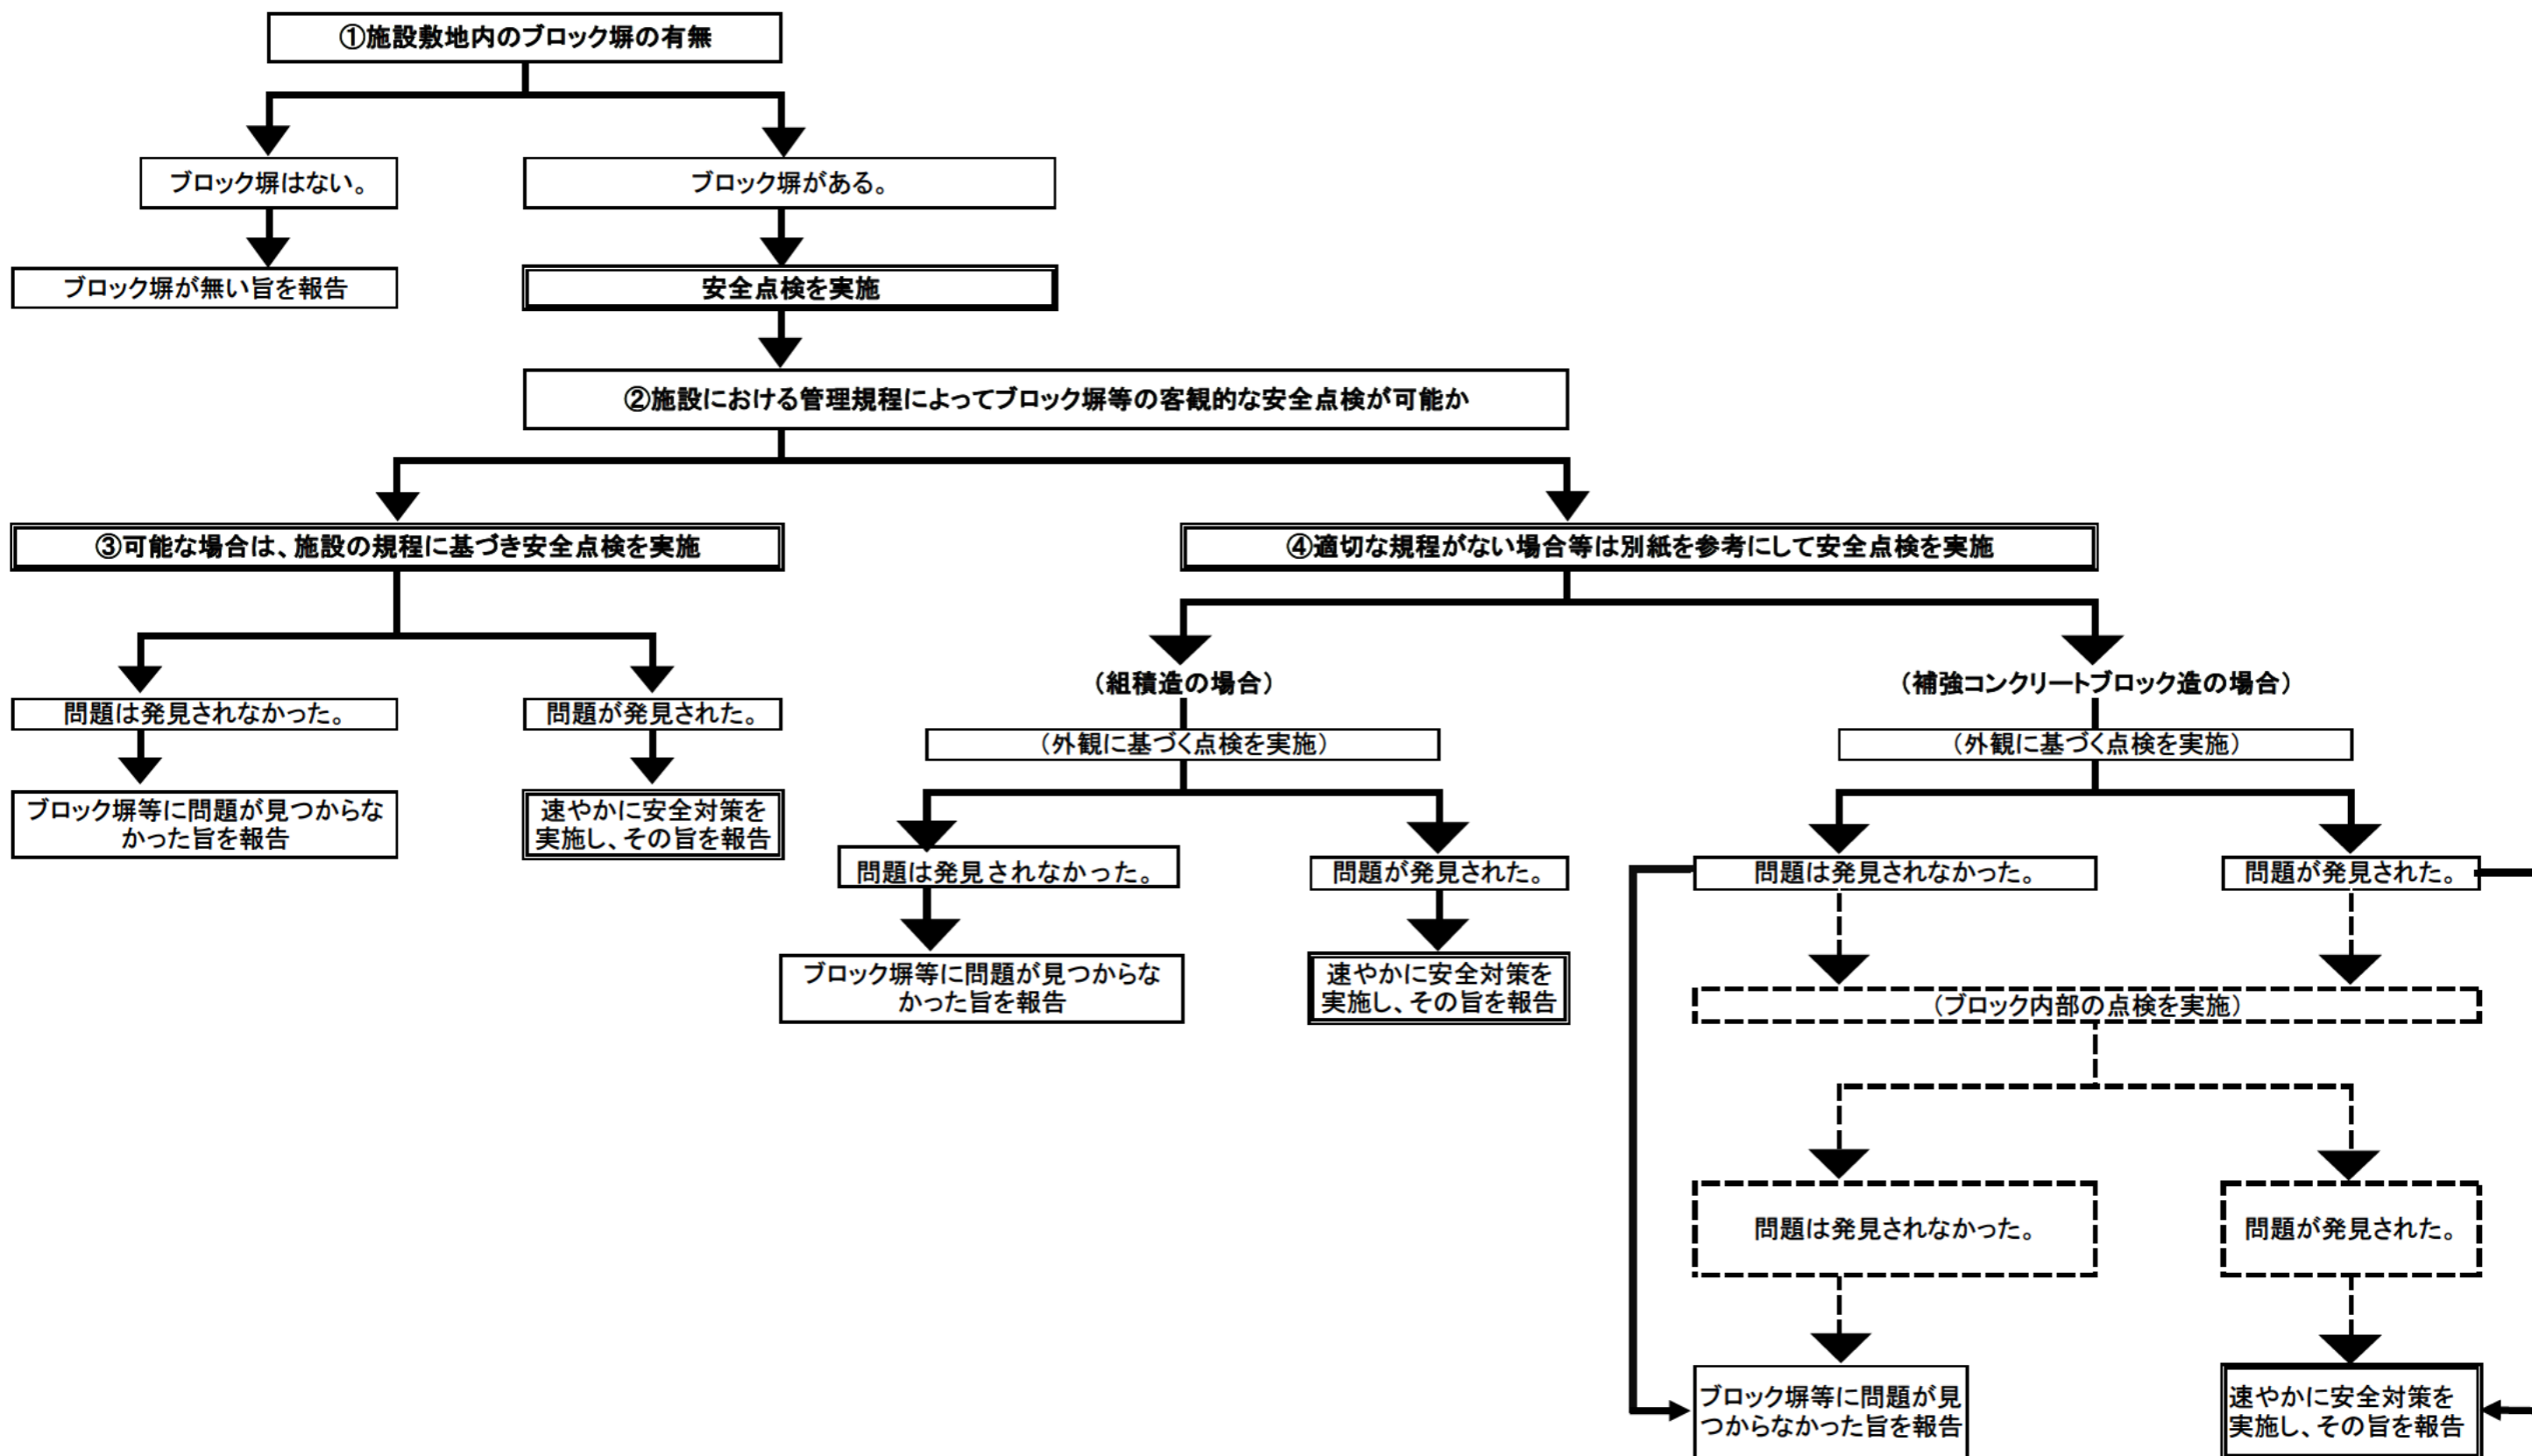 ①施設敷地内のブロック塀の有無
ブロック塀はない。
ブロック塀がある。
ブロック塀が無い旨を報告
安全点検を実施
②施設における管理規程によってブロック塀等の客観的な安全点検が可能か
③可能な場合は、施設の規程に基づき安全点検を実施
④適切な規程がない場合等は別紙を参考にして安全点検を実施
問題は発見されなかった。
問題が発見された。
ブロック塀等に問題が見つからな
かった旨を報告
速やかに安全対策を
実施し、その旨を報告
（組積造の場合）
（外観に基づく点検を実施）
問題は発見されなかった。
問題が発見された。
ブロック塀等に問題が見つからな
かった旨を報告
速やかに安全対策を
実施し、その旨を報告
（補強コンクリートブロック造の場合）
（外観に基づく点検を実施）
問題は発見されなかった。
問題が発見された。
（ブロック内部の点検を実施）
問題は発見されなかった。
問題が発見された。
ブロック塀等に問題が見
つからなかった旨を報告
速やかに安全対策を
実施し、その旨を報告